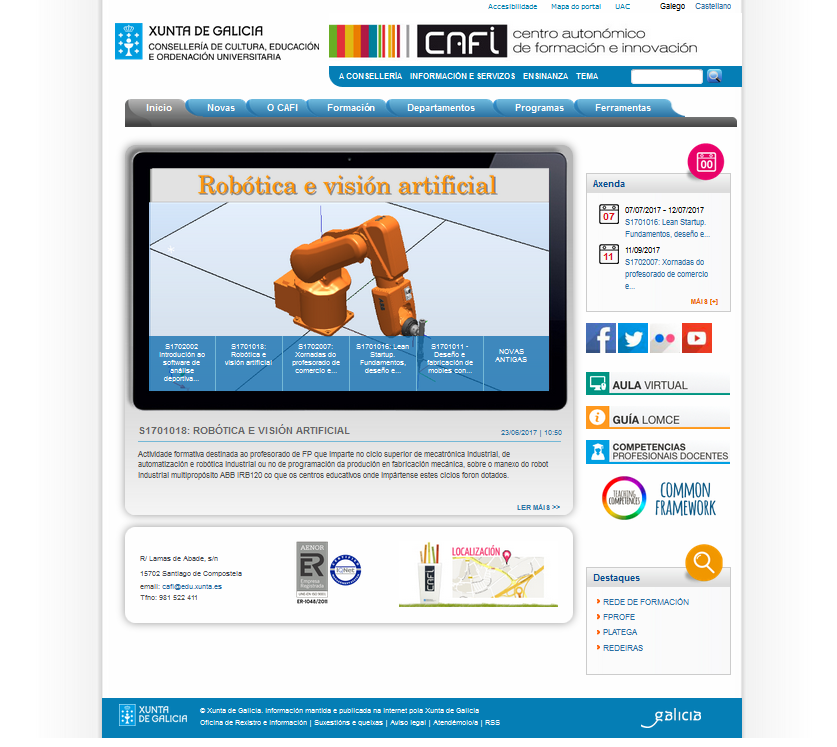 Accesibilidade Mapa do portal UAC Galego Castellano
XUNTA DE GALICIA
CONSELLERÍA DE CULTURA, EDUCACIÓN
E ORDENACIÓN UNIVERSITARIA
CAFI
centro autonómico
de formación e innovación
A CONSELLERÍA INFORMACIÓN E SERVIZOS ENSINANZA TEMA
Inicio Novas O CAFI Formación Departamentos Programas Ferramentas
Robótica e visión artificial
S1702002
Introdución ao
software de
análise
deportiva...
S1701018:
Robótica e
visión artificial
S1702007:
Xornadas do
profesorado de
comercio e...
S1701016: Lean
Startup.
Fundamentos,
deseño e...
S1701011 -
Deseño e
fabricación de
mobles con...
NOVAS
ANTIGAS
S1701018: ROBÓTICA E VISIÓN ARTIFICIAL
23/06/2017 | 10:50
Actividade formativa destinada ao profesorado de FP que imparte no ciclo superior de mecatrónica industrial, de
automatización e robótica industrial ou no de programación da produción en fabricación mecánica, sobre o manexo do robot
industrial multipropósito ABB IRB120 co que os centros educativos onde impártense estes ciclos foron dotados.
LER MÁIS >>
R/ Lamas de Abade, s/n
15702 Santiago de Compostela
email: cafi@edu.xunta.es
Tfno: 981 522 411
AENOR
ER
Empresa
Registrada
UNE-EN ISO 9001
ER-1048/2011
IQNet
CAFI
LOCALIZACIÓN
00
Axenda
07
07/07/2017 - 12/07/2017
S1701016: Lean Startup.
Fundamentos, deseño e...
11
11/09/2017
S1702007: Xornadas do
profesorado de comercio
e...
MÁIS [+]
AULA VIRTUAL
GUÍA LOMCE
COMPETENCIAS
PROFESIONAIS DOCENTES
TEACHING
COMPETENCES
COMMON
FRAMEWORK
Destaques
REDE DE FORMACIÓN
FPROFE
PLATEGA
REDEIRAS
XUNTA
DE GALICIA
© Xunta de Galicia. Información mantida e publicada na internet pola Xunta de Galicia
Oficina de Rexistro e Información | Suxestións e queixas | Aviso legal | Atendémolo/a | RSS
galicia